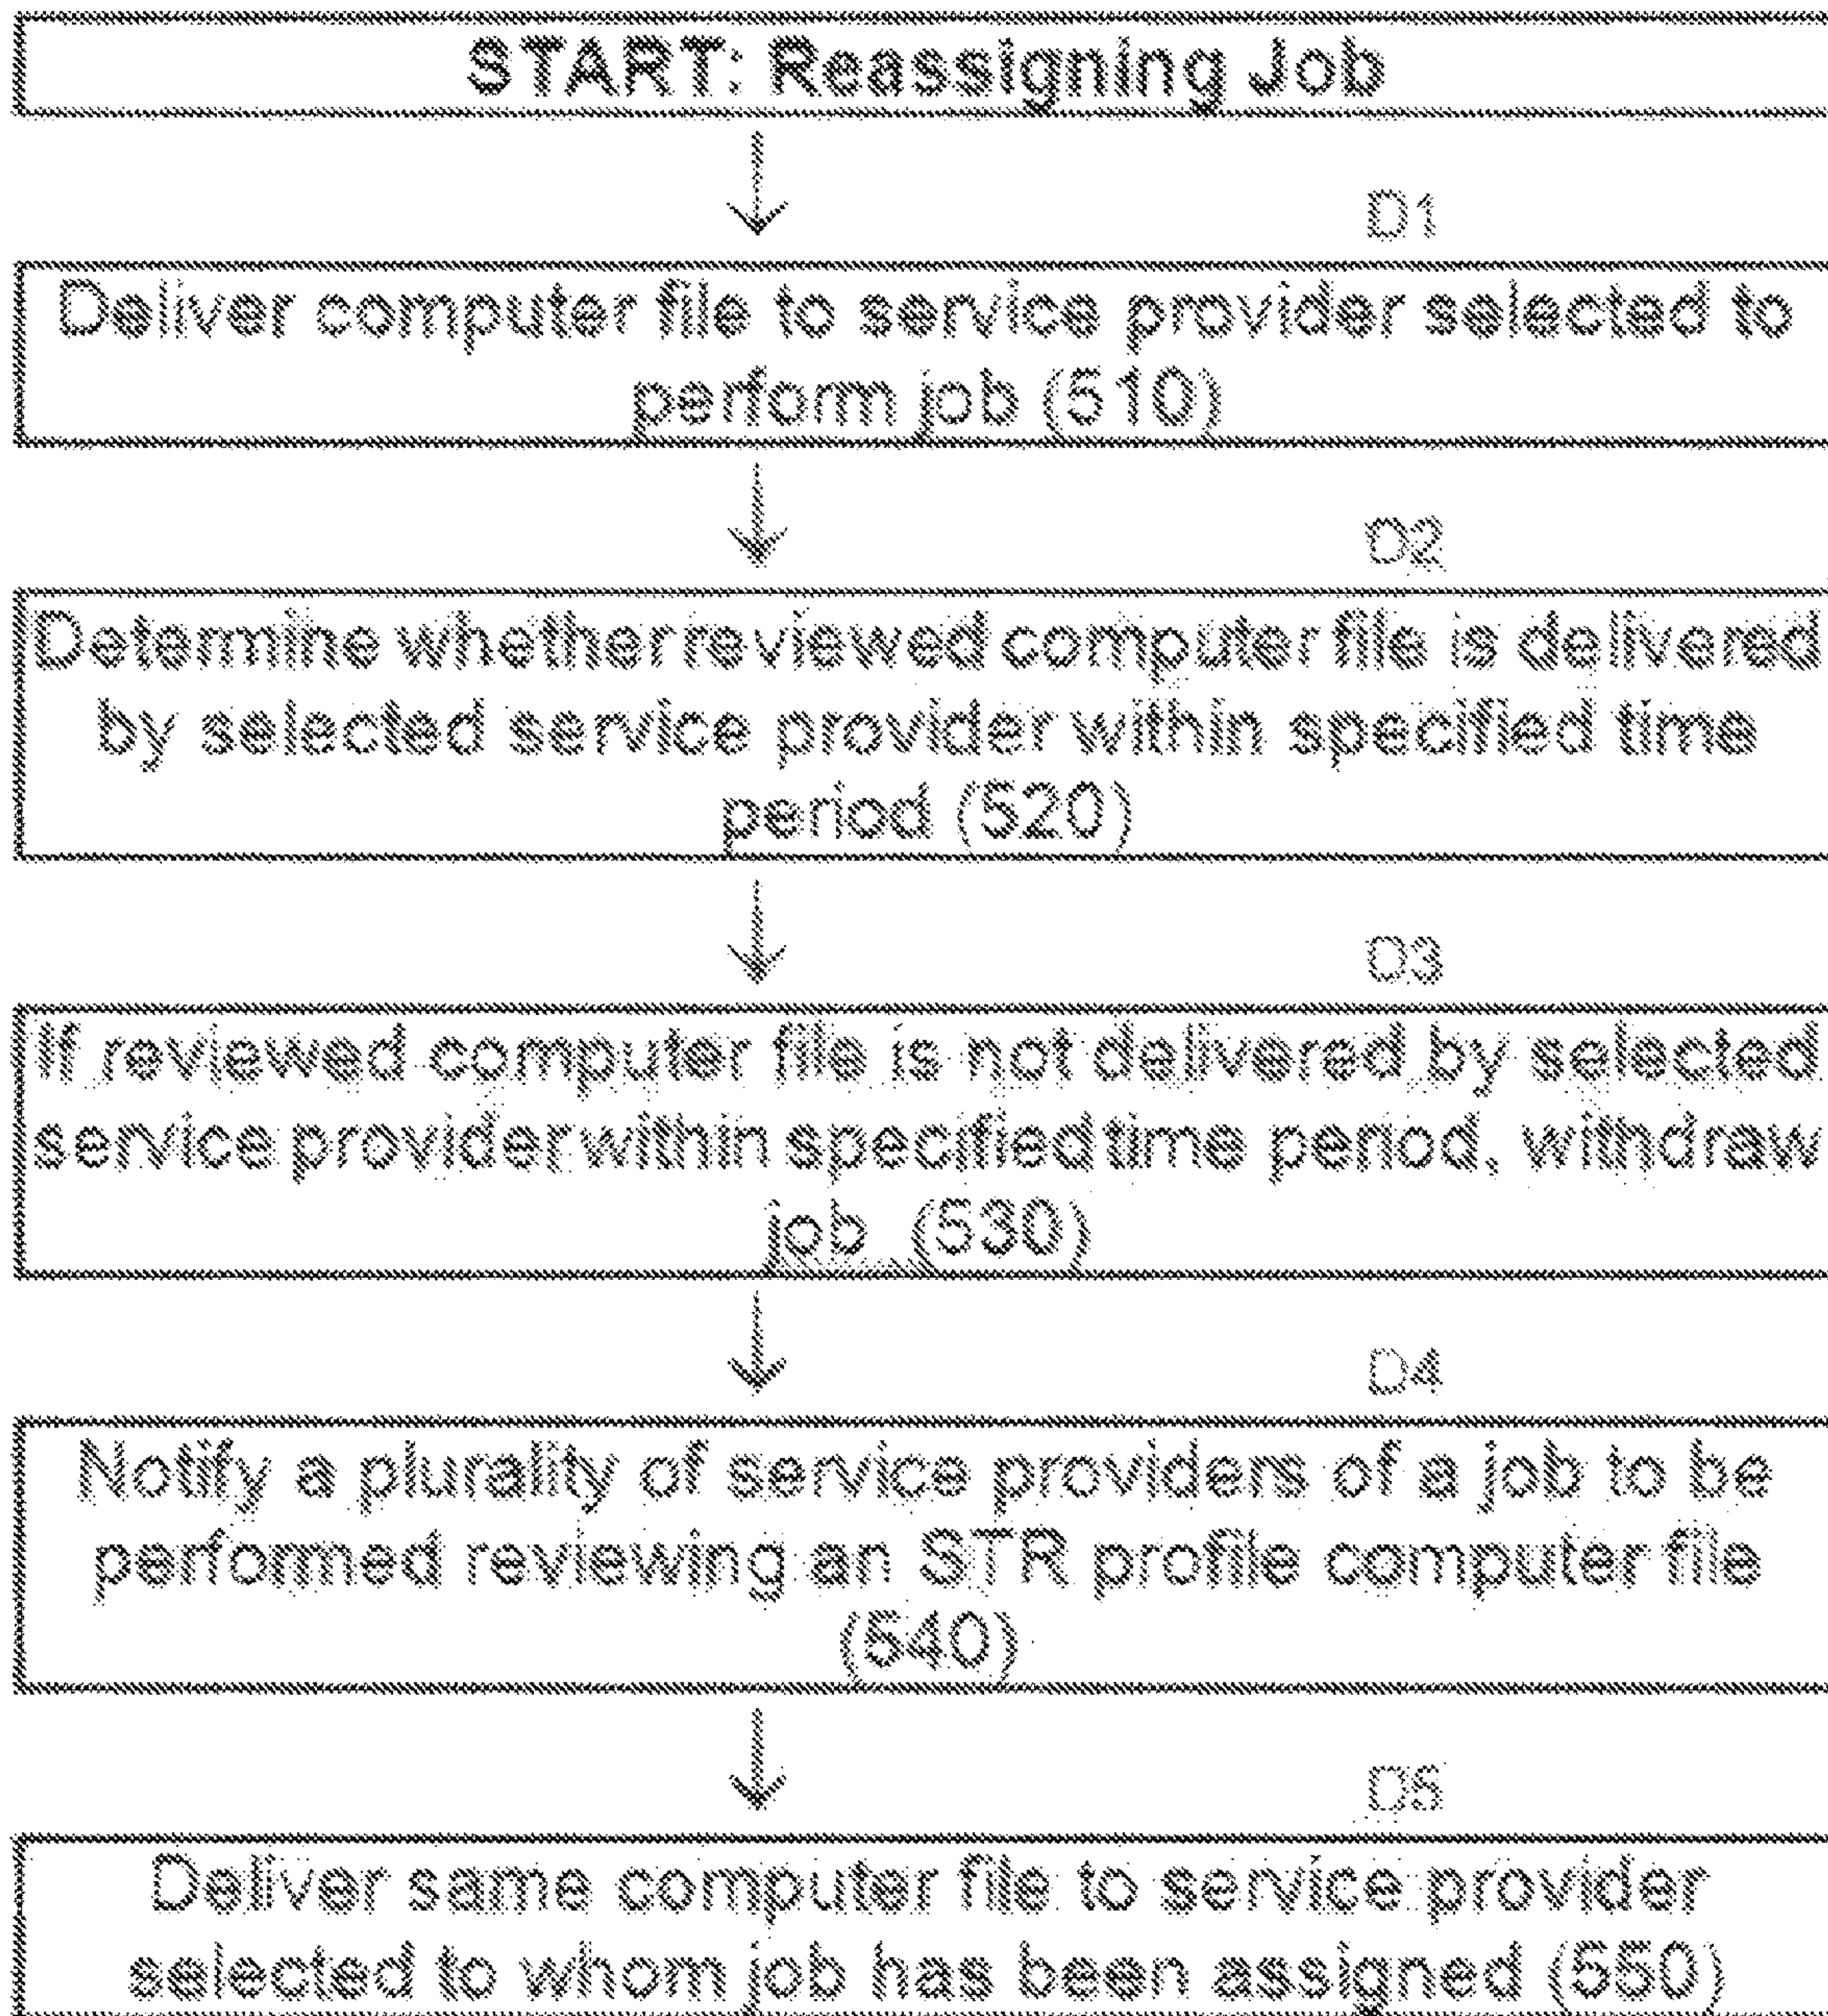 START: Reassigning Job
D1
Deliver computer file to service provider selected to
perform job (510)
D2
Determine whether reviewed computer file is delivered
by selected service provider within specified time
period (520)
D3
If reviewed computer file is not delivered by selected
service provider within specified time period, withdraw
job (530)
D4
Notify a plurality of service providers of a job to be
performed reviewing an STR profile computer file
(540)
D5
Deliver same computer file to service provider
selected to whom job has been assigned (550)